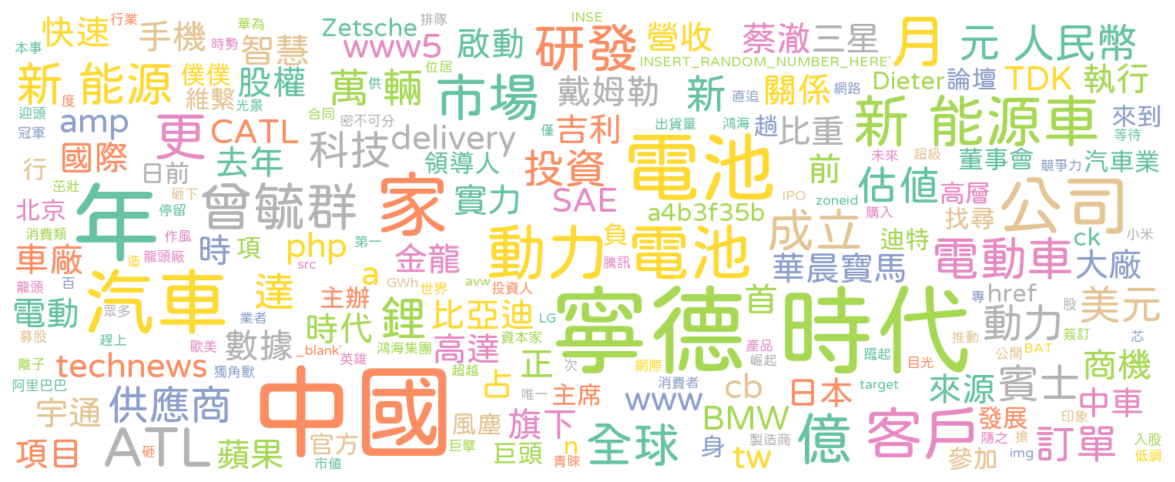 行業 華為 排隊 INSE
快速 手機 智慧 Zetsche www5 啟動 研發 營收 蔡澈 三星 月 元 人民幣
本事 時勢 位居 INSERT_RANDOM_NUMBER_HERE'
新 能源 僕僕 維繫 股權 萬 輛 供 市場 戴姆勒 新 關係 Dieter 論壇 TDK 執行
度 光景 直追 網路
迎頭 冠軍 amp 更 CATL 合同 密不可分 delivery 出貨量 鴻海 吉利 趙 比重 新 能源車 來到 等待
國際 日前 去年 科技 領導人 投資 僅 電池 前 未來 超級 董事會 競爭力 汽車業
行 茁壯 砸下 年 曾毓群 家 實力 SAE 估值 高層 公司
IPO zoneid 購入 小米
北京 停留 a4b3f35b 成立 找尋
消費類 作風 時 項 php 第一 動力 負 電池 迪特 ck
車廠 龍頭廠 src 金龍 騰訊 華晨寶馬 電動車 大廠
造 汽車 達 a GWh 世界 avw 投資人 寧德 時代 首 專 href 美元
龍頭 百 眾多 主辦 股
電動 業者 時代 鋰 比亞迪 LG 動力 簽訂
募股 趕上 歐美 數據 _blank' 鴻海集團 資本家 高達 正 產品 推動 芯
離子 technews 獨角獸 英雄 超越 次 網際 崛起 躍起 目光 公開 BAT 商機
阿里巴巴 中國 占 唯一 主席 消費者 日本 target 來源 賓士
宇通 供應商 cb www 中車
ATL 風塵 旗下 BMW 億 客戶 發展 印象
項目 砸 蘋果 官方 巨擘 n 全球 身 製造商 隨之 搶 訂單 入股
市值 巨頭 青睞 tw 參加 img 低調